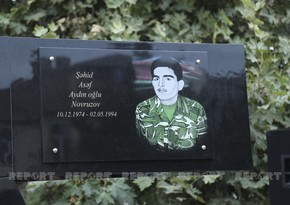 Şəhid
Asəf
Aydın oğlu
Novruzov
10.12.1974 - 02.05.1994
REPORT
REPORT
REPORT
REPORT